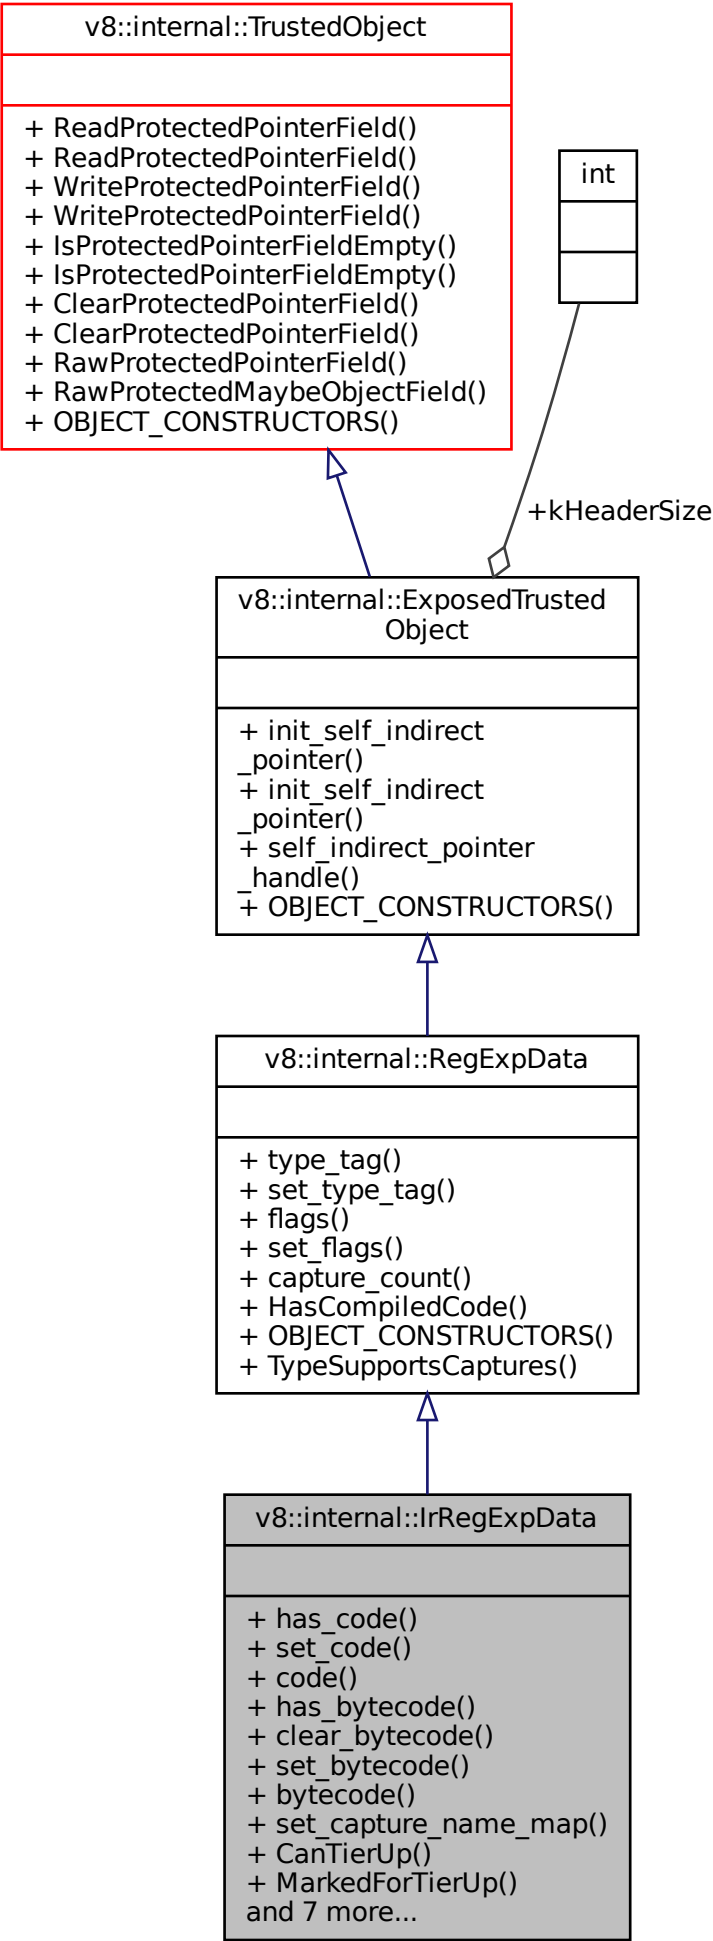 v8::internal::TrustedObject
+ ReadProtectedPointerField()
+ ReadProtectedPointerField()
+ WriteProtectedPointerField()
+ WriteProtectedPointerField()
+ IsProtectedPointerFieldEmpty()
+ IsProtectedPointerFieldEmpty()
+ ClearProtectedPointerField()
+ ClearProtectedPointerField()
+ RawProtectedPointerField()
+ RawProtectedMaybeObjectField()
+ OBJECT_CONSTRUCTORS()
int
+kHeaderSize
v8::internal::ExposedTrusted
Object
+ init_self_indirect
_pointer()
+ init_self_indirect
_pointer()
+ self_indirect_pointer
_handle()
+ OBJECT_CONSTRUCTORS()
v8::internal::RegExpData
+ type_tag()
+ set_type_tag()
+ flags()
+ set_flags()
+ capture_count()
+ HasCompiledCode()
+ OBJECT_CONSTRUCTORS()
+ TypeSupportsCaptures()
v8::internal::IrRegExpData
+ has_code()
+ set_code()
+ code()
+ has_bytecode()
+ clear_bytecode()
+ set_bytecode()
+ bytecode()
+ set_capture_name_map()
+ CanTierUp()
+ MarkedForTierUp()
and 7 more...